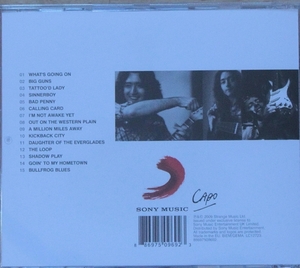 01 WHAT'S GOING ON
02 BIG GUNS
03 TATTOO'D LADY
04 SINNERBOY
05 BAD PENNY
06 CALLING CARD
07 I'M NOT AWAKE YET
08 OUT ON THE WESTERN PLAIN
09 A MILLION MILES AWAY
10 KICKBACK CITY
11 DAUGHTER OF THE EVERGLADES
12 THE LOOP
13 SHADOW PLAY
14 GOIN' TO MY HOMETOWN
15 BULLFROG BLUES
SONY MUSIC
CAPO